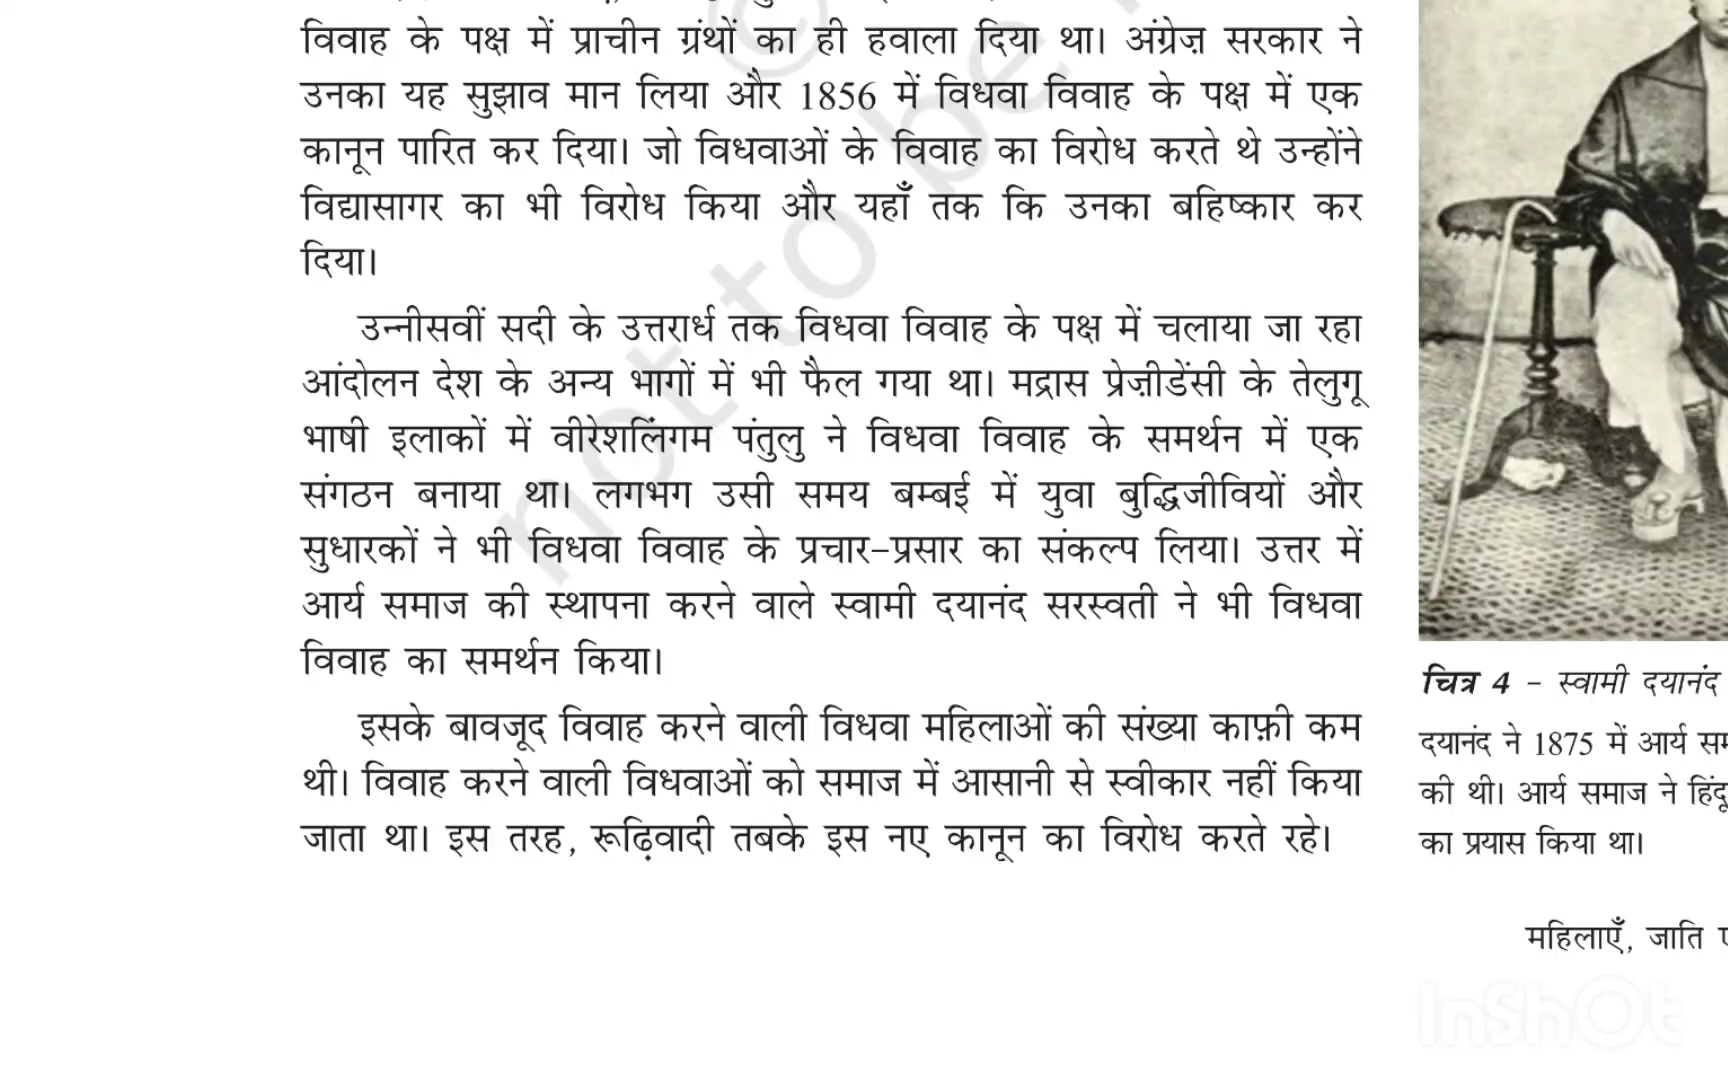 विवाह के पक्ष में प्राचीन ग्रंथों का ही हवाला दिया था। अंग्रेज़ सरकार ने
उनका यह सुझाव मान लिया और 1856 में विधवा विवाह के पक्ष में एक
कानून पारित कर दिया। जो विधवाओं के विवाह का विरोध करते थे उन्होंने
विद्यासागर का भी विरोध किया और यहाँ तक कि उनका बहिष्कार कर
दिया।
उन्नीसवीं सदी के उत्तरार्ध तक विधवा विवाह के पक्ष में चलाया जा रहा
आंदोलन देश के अन्य भागों में भी फैल गया था। मद्रास प्रेज़ीडेंसी के तेलुगू
भाषी इलाकों में वीरेशलिंगम पंतुलु ने विधवा विवाह के समर्थन में एक
संगठन बनाया था। लगभग उसी समय बम्बई में युवा बुद्धिजीवियों और
सुधारकों ने भी विधवा विवाह के प्रचार-प्रसार का संकल्प लिया। उत्तर में
आर्य समाज की स्थापना करने वाले स्वामी दयानंद सरस्वती ने भी विधवा
विवाह का समर्थन किया।
इसके बावजूद विवाह करने वाली विधवा महिलाओं की संख्या काफ़ी कम
थी। विवाह करने वाली विधवाओं को समाज में आसानी से स्वीकार नहीं किया
जाता था। इस तरह, रूढ़िवादी तबके इस नए कानून का विरोध करते रहे।
चित्र 4 - स्वामी दयानंद
दयानंद ने 1875 में आर्य
की थी। आर्य समाज ने
का प्रयास किया था।
महिलाएँ, जाति
© not to be
InShOt